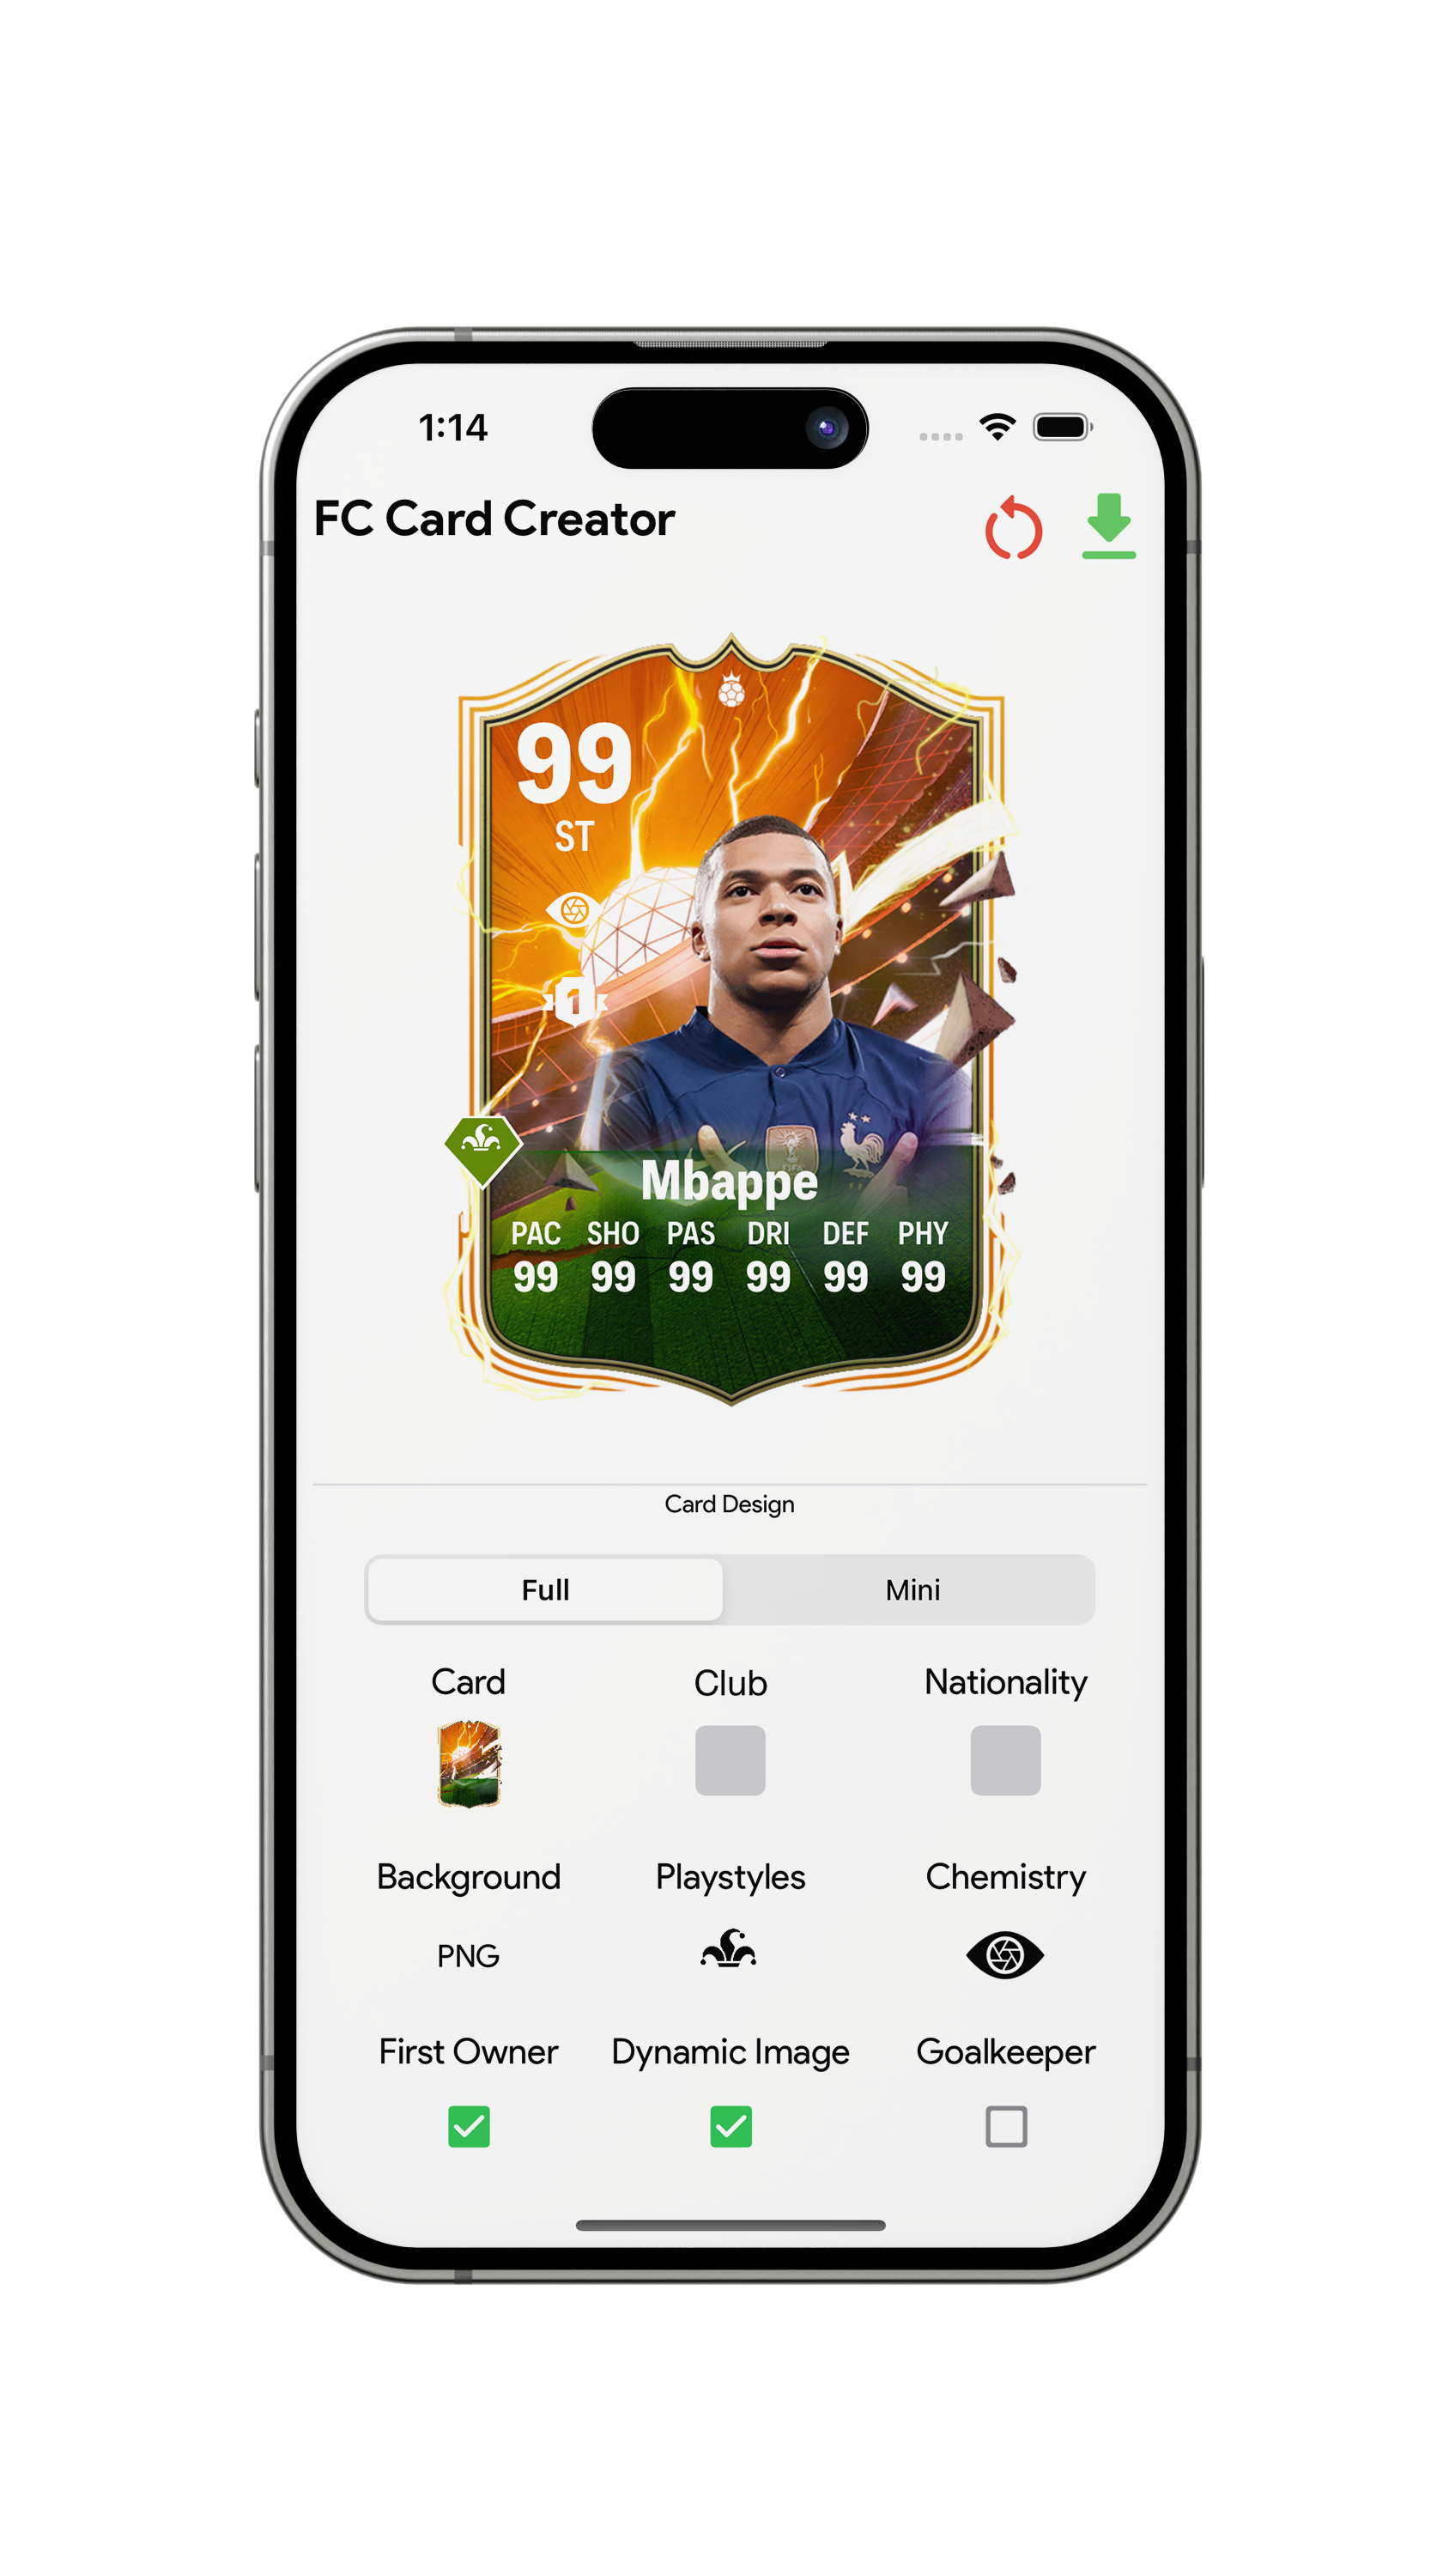 1:14
FC Card Creator
99
ST
1
Mbappe
PAC SHO PAS DRI DEF PHY
99 99 99 99 99 99
Card Design
Full Mini
Card Club Nationality
Background Playstyles Chemistry
PNG
First Owner Dynamic Image Goalkeeper